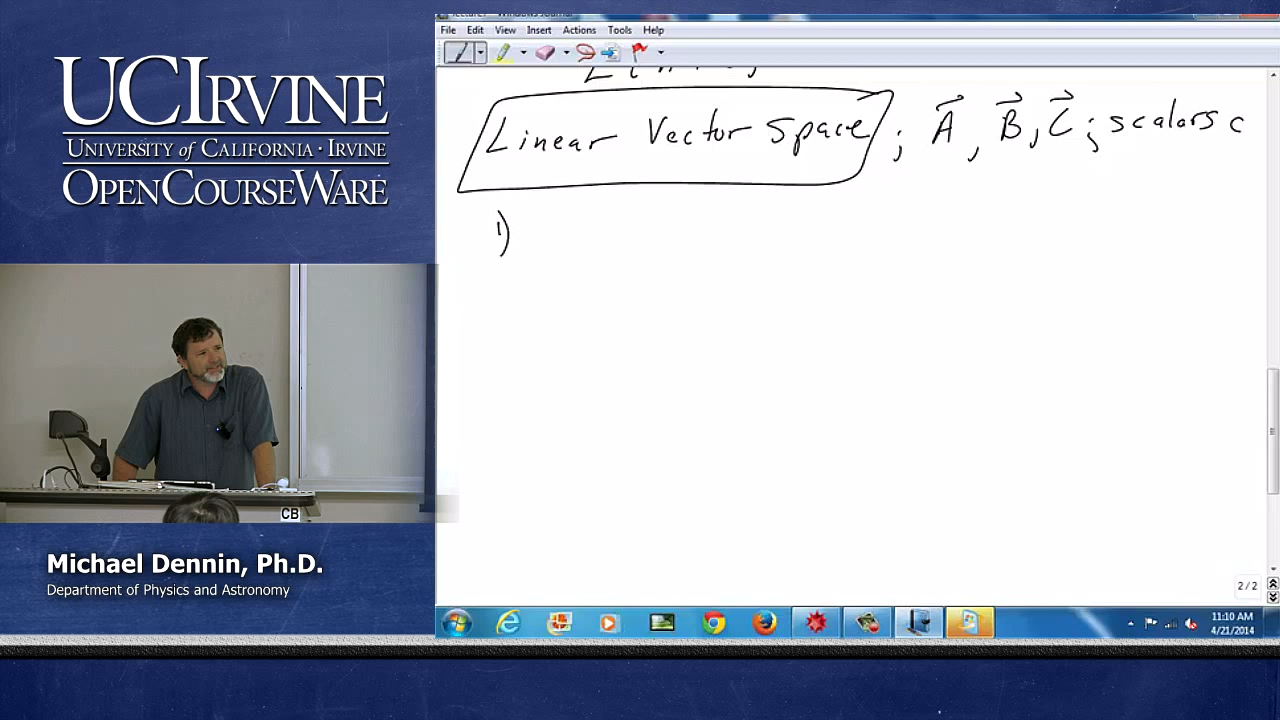 UCIRVINE
UNIVERSITY of CALIFORNIA · IRVINE
OPENCOURSEWARE
CB
Michael Dennin, Ph.D.
Department of Physics and Astronomy
File Edit View Insert Actions Tools Help
Linear Vector Space ; A⃗, B⃗, C⃗; scalars c
1)
2/2
11:10 AM
4/21/2014